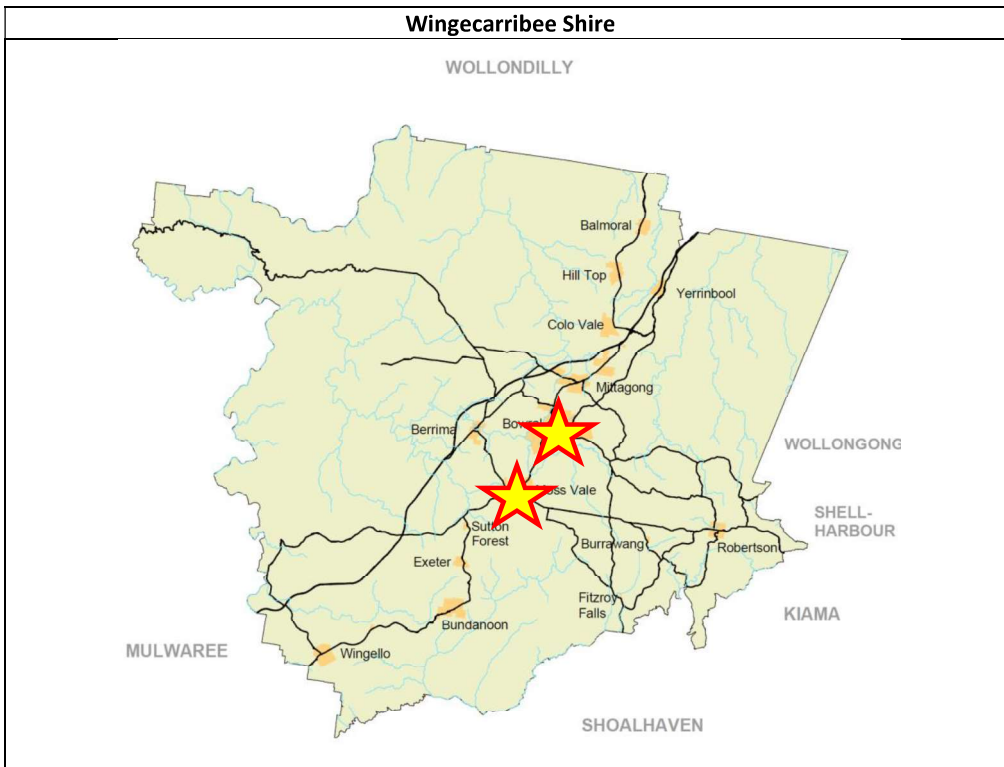 Wingecarribee Shire
WOLLONDILLY
Balmoral
Hill Top
Yerrinbool
Colo Vale
Mittagong
Berrima
WOLLONGONG
Vale
SHELL-
HARBOUR
Sutton
Forest
Burrawang
Robertson
Exeter
Fitzroy
Falls
KIAMA
Bundanoon
MULWAREE
Wingello
SHOALHAVEN